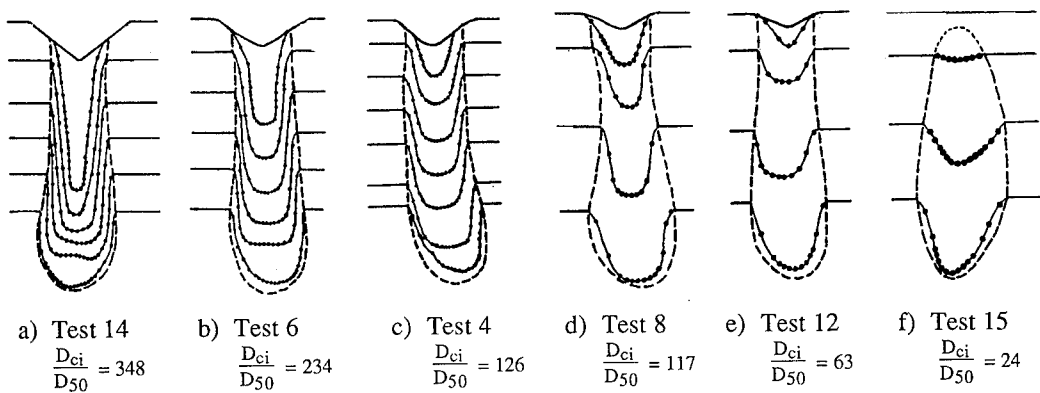 a) Test 14
D_ci / D_50 = 348
b) Test 6
D_ci / D_50 = 234
c) Test 4
D_ci / D_50 = 126
d) Test 8
D_ci / D_50 = 117
e) Test 12
D_ci / D_50 = 63
f) Test 15
D_ci / D_50 = 24